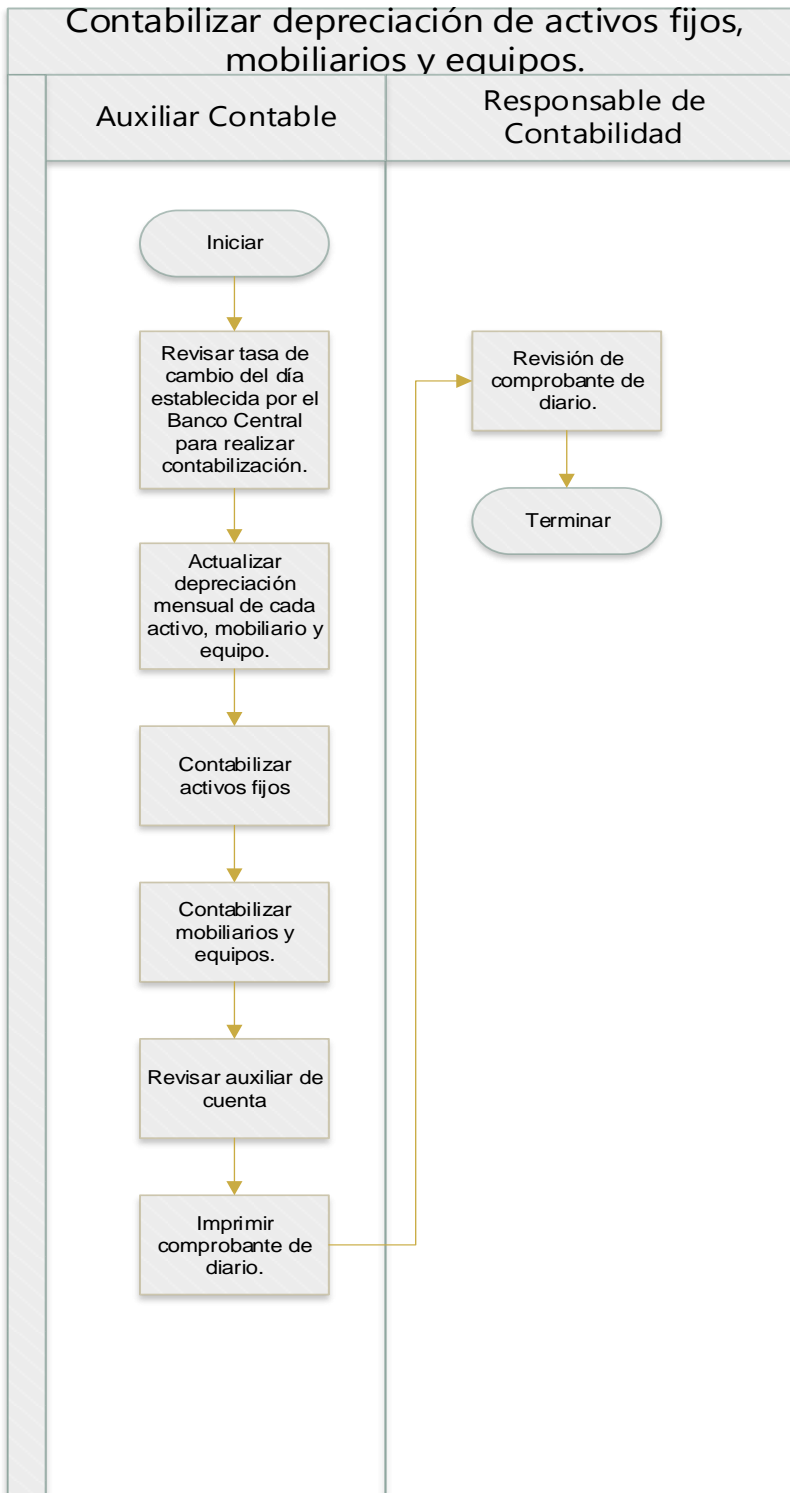 Contabilizar depreciación de activos fijos,
mobiliarios y equipos.
Auxiliar Contable
Responsable de
Contabilidad
Iniciar
Revisar tasa de
cambio del día
establecida por el
Banco Central
para realizar
contabilización.
Actualizar
depreciación
mensual de cada
activo, mobiliario y
equipo.
Contabilizar
activos fijos
Contabilizar
mobiliarios y
equipos.
Revisar auxiliar de
cuenta
Imprimir
comprobante de
diario.
Revisión de
comprobante de
diario.
Terminar